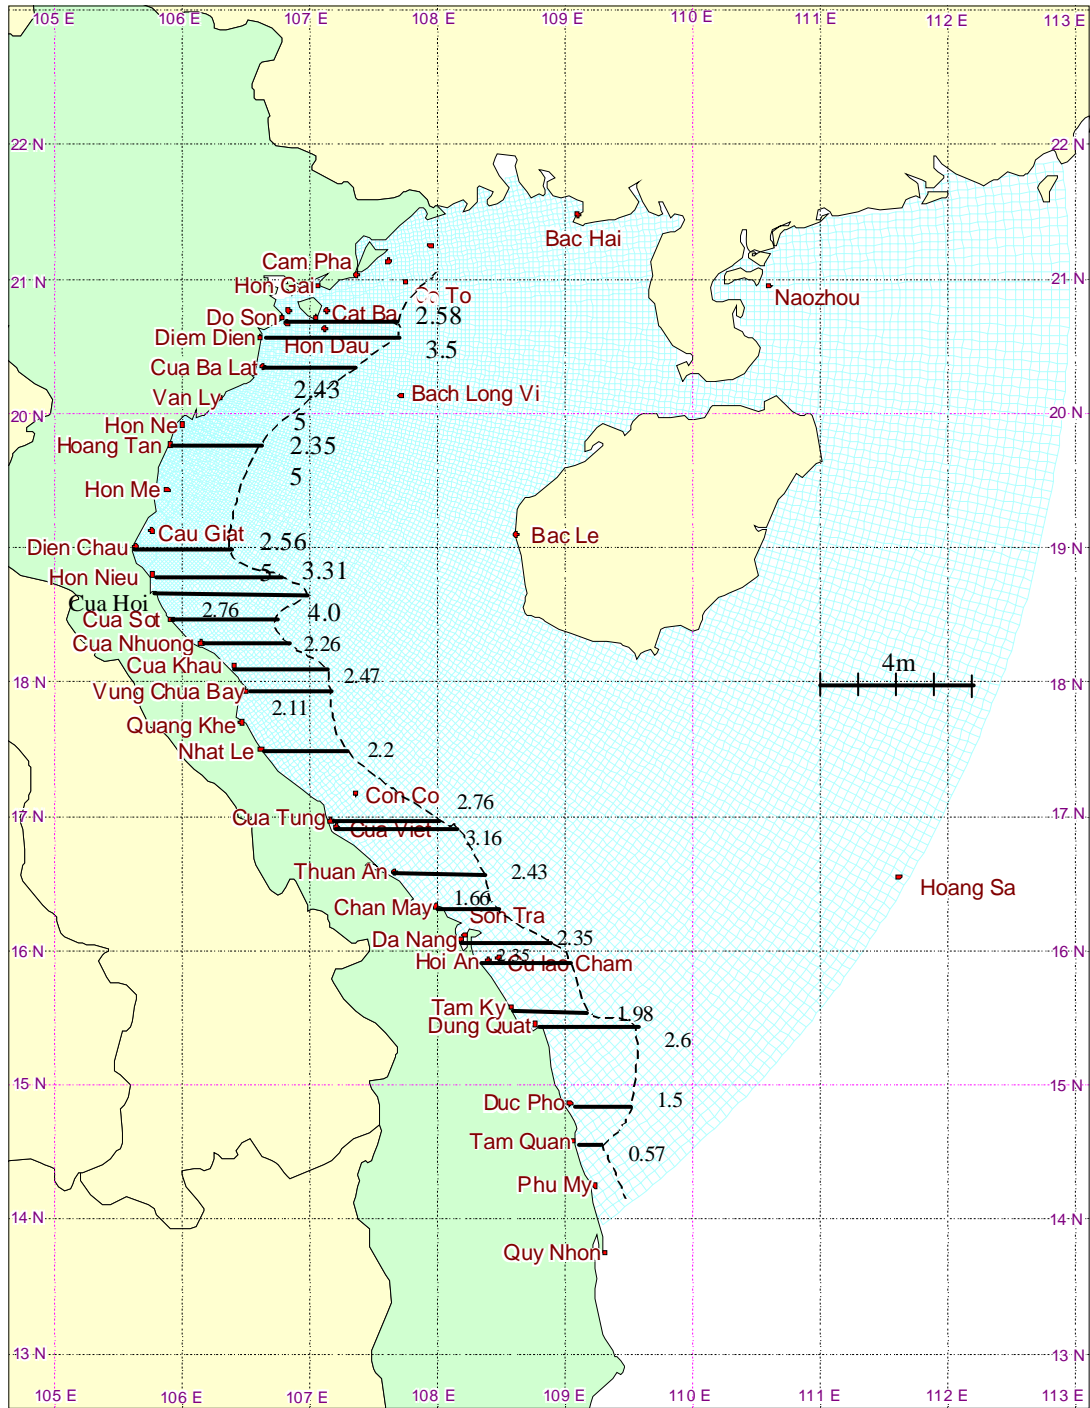 105 E 106 E 107 E 108 E 109 E 110 E 111 E 112 E 113 E
22 N 22 N
Bac Hai
Cam Pha
21 N 21 N
Hon Gai
Co To
Naozhou
Do Son Cat Ba 2.58
Diem Dien Hon Dau 3.5
Cua Ba Lat
2.43
Van Ly Bach Long Vi
20 N 5 20 N
Hon Ne
Hoang Tan 2.35
5
Hon Me
Cau Giat Bac Le
Dien Chau 2.56
19 N 19 N
Hon Nieu 5 3.31
Cua Hoi
2.76 4.0
Cua Sot
Cua Nhuong 2.26
Cua Khau 4m
2.47
18 N 18 N
Vung Chua Bay
2.11
Quang Khe
Nhat Le 2.2
Con Co 2.76
17 N 17 N
Cua Tung
Cua Viet 3.16
Thuan An 2.43
Hoang Sa
1.66
Chan May
Son Tra
Da Nang 2.35
16 N 16 N
2.35
Hoi An Cu lao Cham
Tam Ky 1.98
Dung Quat
2.6
15 N 15 N
Duc Pho 1.5
Tam Quan 0.57
Phu My
14 N 14 N
Quy Nhon
13 N 13 N
105 E 106 E 107 E 108 E 109 E 110 E 111 E 112 E 113 E